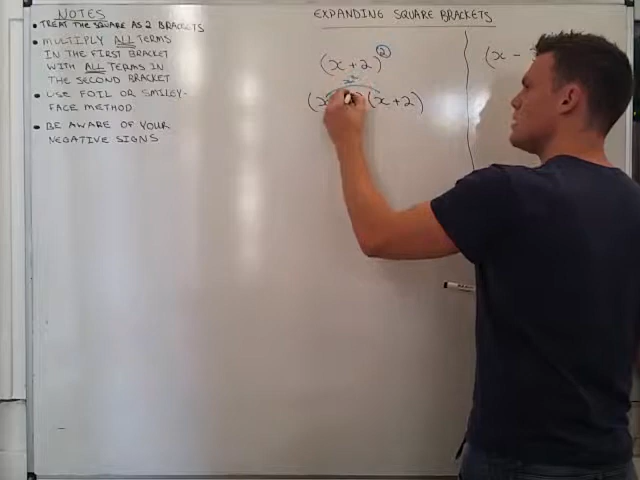 NOTES
• TREAT THE SQUARE AS 2 BRACKETS
• MULTIPLY ALL TERMS
IN THE FIRST BRACKET
WITH ALL TERMS IN
THE SECOND BRACKET
• USE FOIL OR SMILEY-
FACE METHOD
• BE AWARE OF YOUR
NEGATIVE SIGNS
EXPANDING SQUARE BRACKETS
(x+2)²
x²
(x (x+2)
(x -